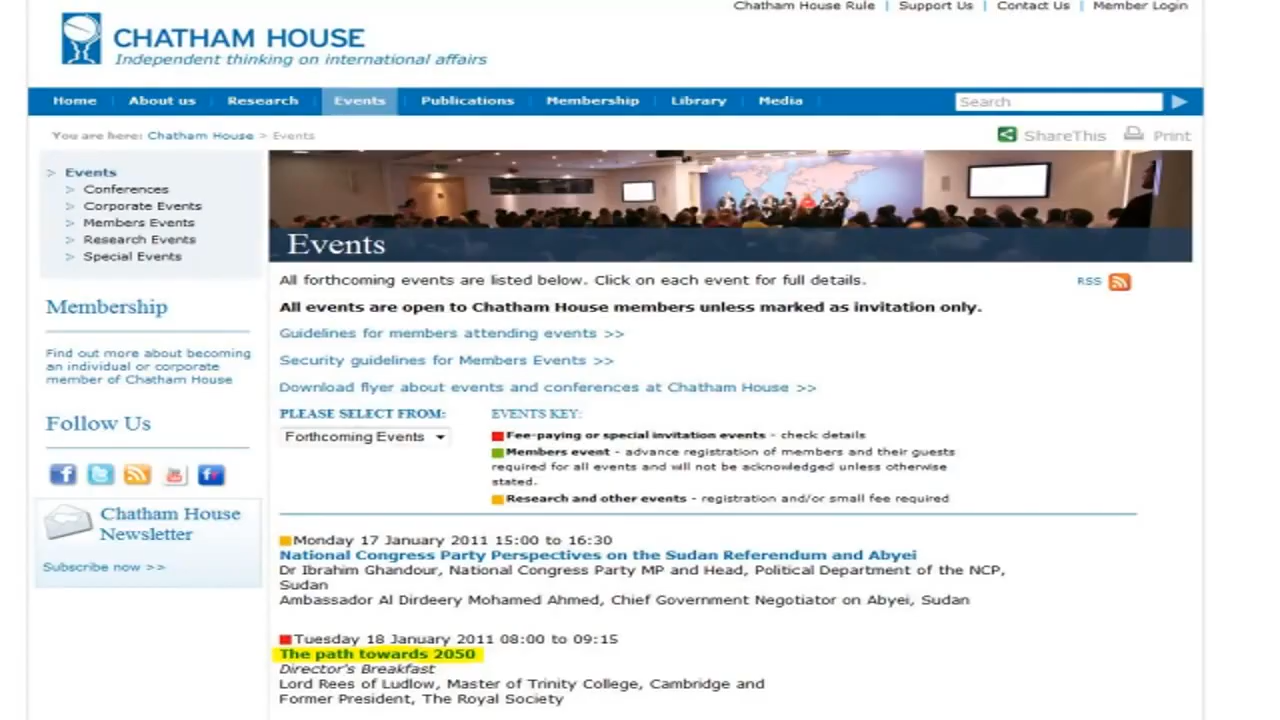 Chatham House Rule | Support Us | Contact Us | Member Login
CHATHAM HOUSE
Independent thinking on international affairs
Home About us Research Events Publications Membership Library Media Search
You are here: Chatham House > Events
ShareThis Print
> Events
> Conferences
> Corporate Events
> Members Events
> Research Events
> Special Events
Membership
Find out more about becoming
an individual or corporate
member of Chatham House
Follow Us
Chatham House
Newsletter
Subscribe now >>
Events
All forthcoming events are listed below. Click on each event for full details.
RSS
All events are open to Chatham House members unless marked as invitation only.
Guidelines for members attending events >>
Security guidelines for Members Events >>
Download flyer about events and conferences at Chatham House >>
PLEASE SELECT FROM:
Forthcoming Events
EVENTS KEY:
Fee-paying or special invitation events - check details
Members event - advance registration of members and their guests
required for all events and will not be acknowledged unless otherwise
stated.
Research and other events - registration and/or small fee required
Monday 17 January 2011 15:00 to 16:30
National Congress Party Perspectives on the Sudan Referendum and Abyei
Dr Ibrahim Ghandour, National Congress Party MP and Head, Political Department of the NCP,
Sudan
Ambassador Al Dirdeery Mohamed Ahmed, Chief Government Negotiator on Abyei, Sudan
Tuesday 18 January 2011 08:00 to 09:15
The path towards 2050
Director's Breakfast
Lord Rees of Ludlow, Master of Trinity College, Cambridge and
Former President, The Royal Society